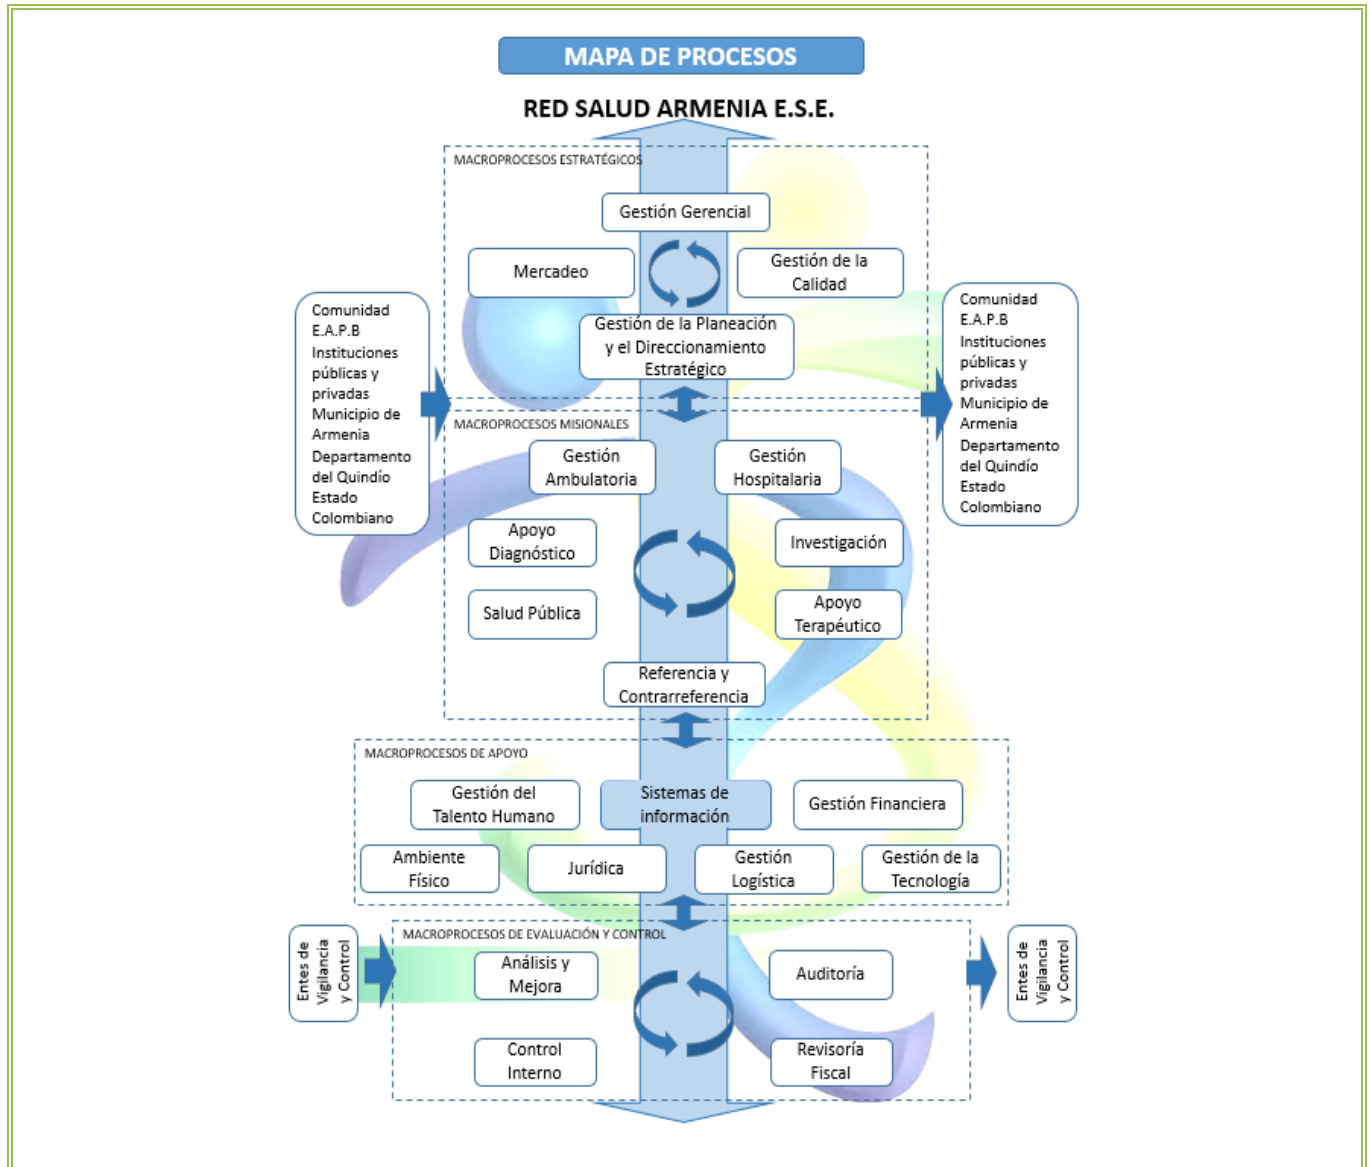 MAPA DE PROCESOS
RED SALUD ARMENIA E.S.E.
MACROPROCESOS ESTRATÉGICOS
Gestión Gerencial
Mercadeo
Gestión de la
Calidad
Gestión de la Planeación
y el Direccionamiento
Estratégico
Comunidad
E.A.P.B
Instituciones
públicas y
privadas
Municipio de
Armenia
Departamento
del Quindío
Estado
Colombiano
Comunidad
E.A.P.B
Instituciones
públicas y
privadas
Municipio de
Armenia
Departamento
del Quindío
Estado
Colombiano
MACROPROCESOS MISIONALES
Gestión
Ambulatoria
Gestión
Hospitalaria
Apoyo
Diagnóstico
Investigación
Salud Pública
Apoyo
Terapéutico
Referencia y
Contrarreferencia
MACROPROCESOS DE APOYO
Gestión del
Talento Humano
Sistemas de
información
Gestión Financiera
Ambiente
Físico
Jurídica
Gestión
Logística
Gestión de la
Tecnología
MACROPROCESOS DE EVALUACIÓN Y CONTROL
Entes de
Vigilancia
y Control
Análisis y
Mejora
Auditoría
Control
Interno
Revisoría
Fiscal
Entes de
Vigilancia
y Control